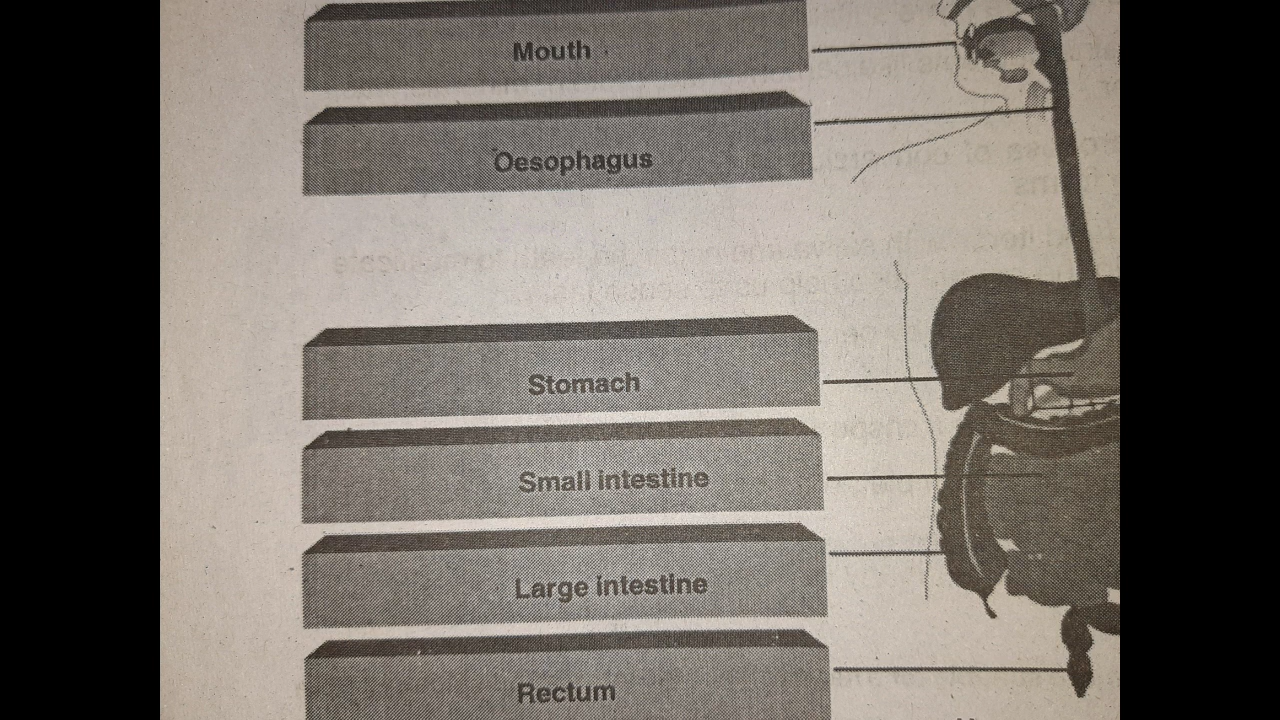 Mouth
Oesophagus
Stomach
Small intestine
Large intestine
Rectum